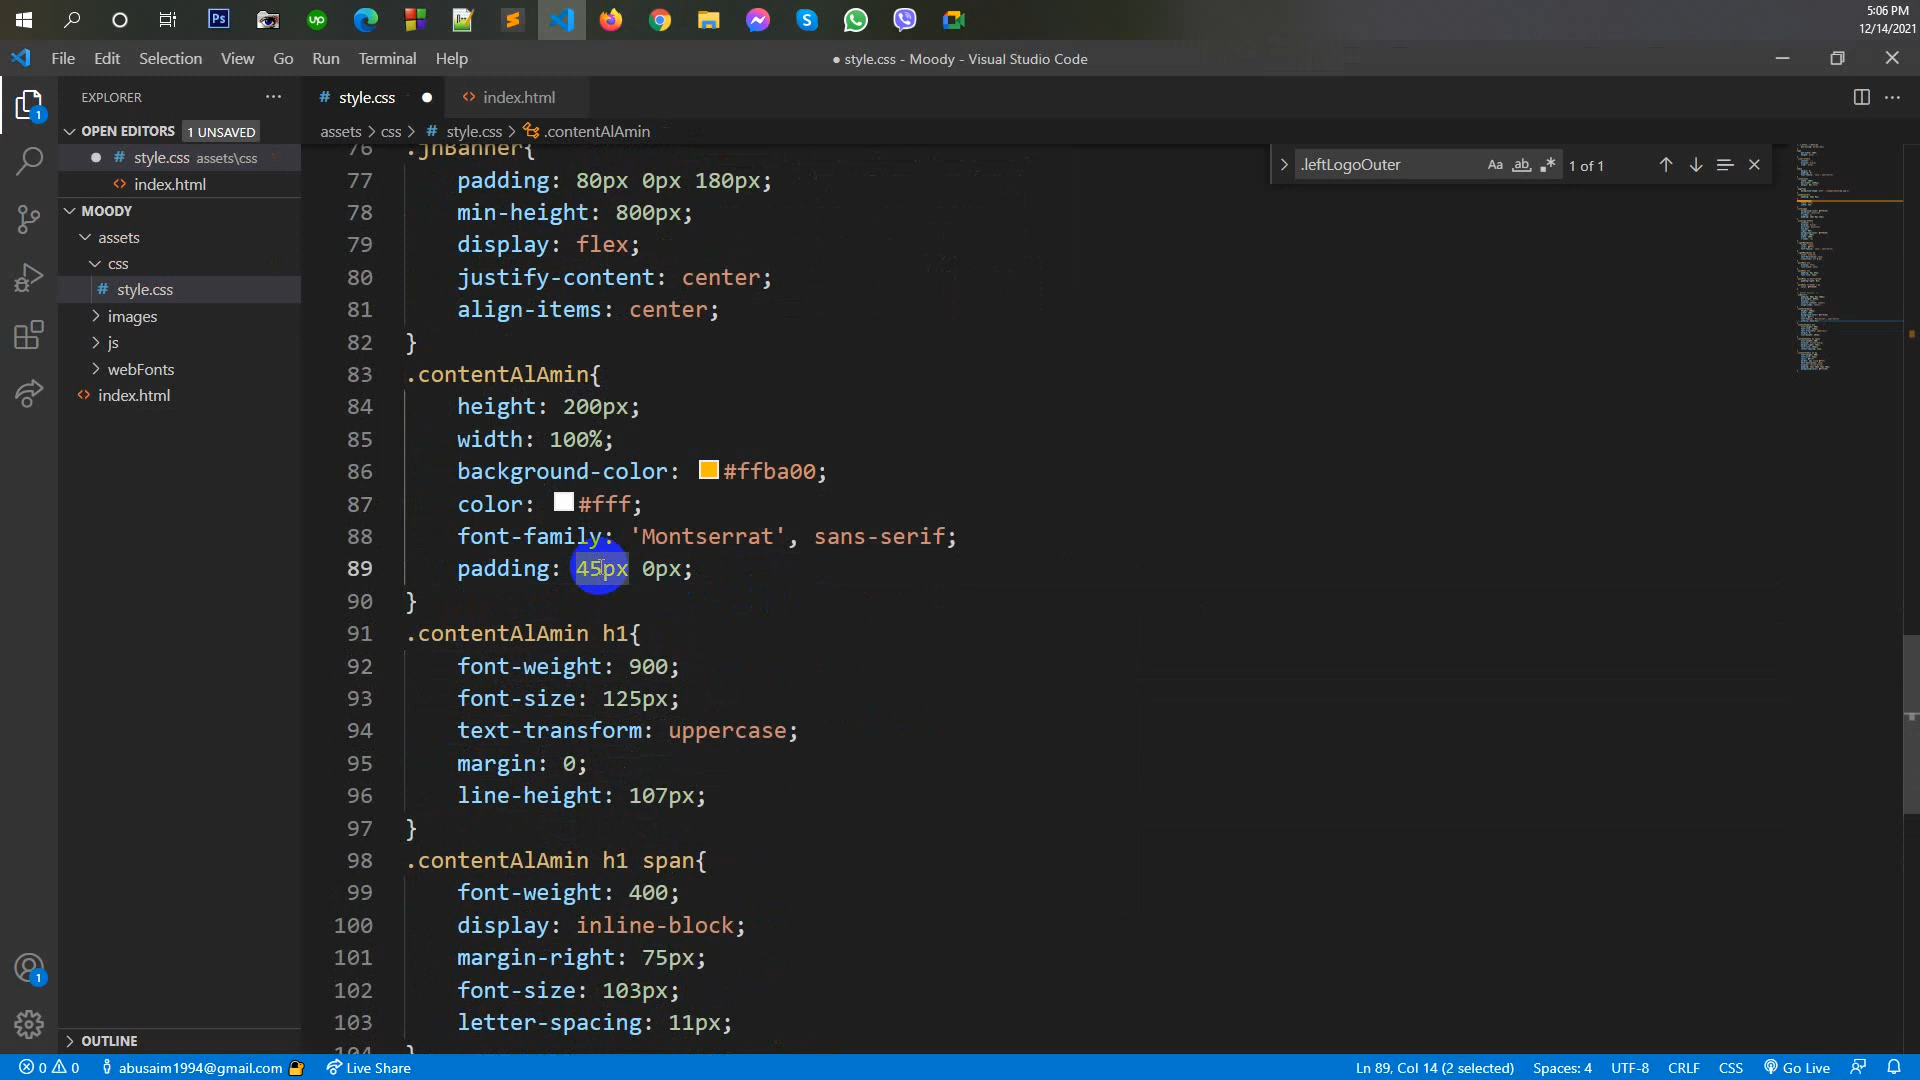 5:06 PM
12/14/2021
Ps
up
File Edit Selection View Go Run Terminal Help
● style.css - Moody - Visual Studio Code
EXPLORER ···
# style.css ●
<> index.html
OPEN EDITORS 1 UNSAVED
assets > css > # style.css > .contentAlAmin
● # style.css assets\css
<> index.html
MOODY
assets
css
# style.css
images
js
webFonts
<> index.html
OUTLINE
.leftLogoOuter Aa ab .* 1 of 1
76 .jhBanner{
77 padding: 80px 0px 180px;
78 min-height: 800px;
79 display: flex;
80 justify-content: center;
81 align-items: center;
82 }
83 .contentAlAmin{
84 height: 200px;
85 width: 100%;
86 background-color: #ffba00;
87 color: #fff;
88 font-family: 'Montserrat', sans-serif;
89 padding: 45px 0px;
90 }
91 .contentAlAmin h1{
92 font-weight: 900;
93 font-size: 125px;
94 text-transform: uppercase;
95 margin: 0;
96 line-height: 107px;
97 }
98 .contentAlAmin h1 span{
99 font-weight: 400;
100 display: inline-block;
101 margin-right: 75px;
102 font-size: 103px;
103 letter-spacing: 11px;
104 }
1
1
0 0 abusaim1994@gmail.com Live Share
Ln 89, Col 14 (2 selected) Spaces: 4 UTF-8 CRLF CSS Go Live